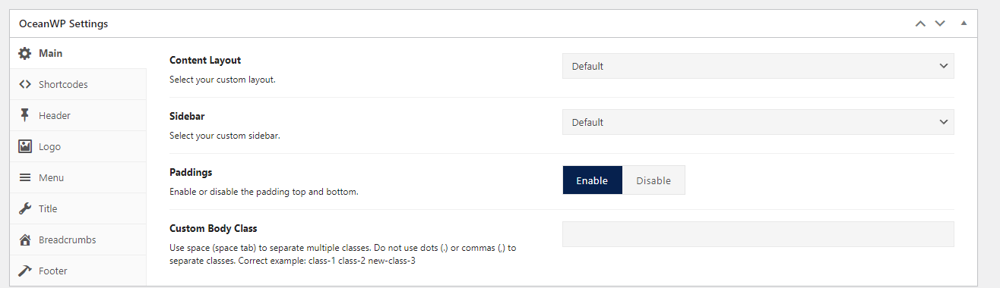 OceanWP Settings
Main
Shortcodes
Header
Logo
Menu
Title
Breadcrumbs
Footer
Content Layout
Select your custom layout.
Default
Sidebar
Select your custom sidebar.
Default
Paddings
Enable or disable the padding top and bottom.
Enable
Disable
Custom Body Class
Use space (space tab) to separate multiple classes. Do not use dots (.) or commas (,) to
separate classes. Correct example: class-1 class-2 new-class-3